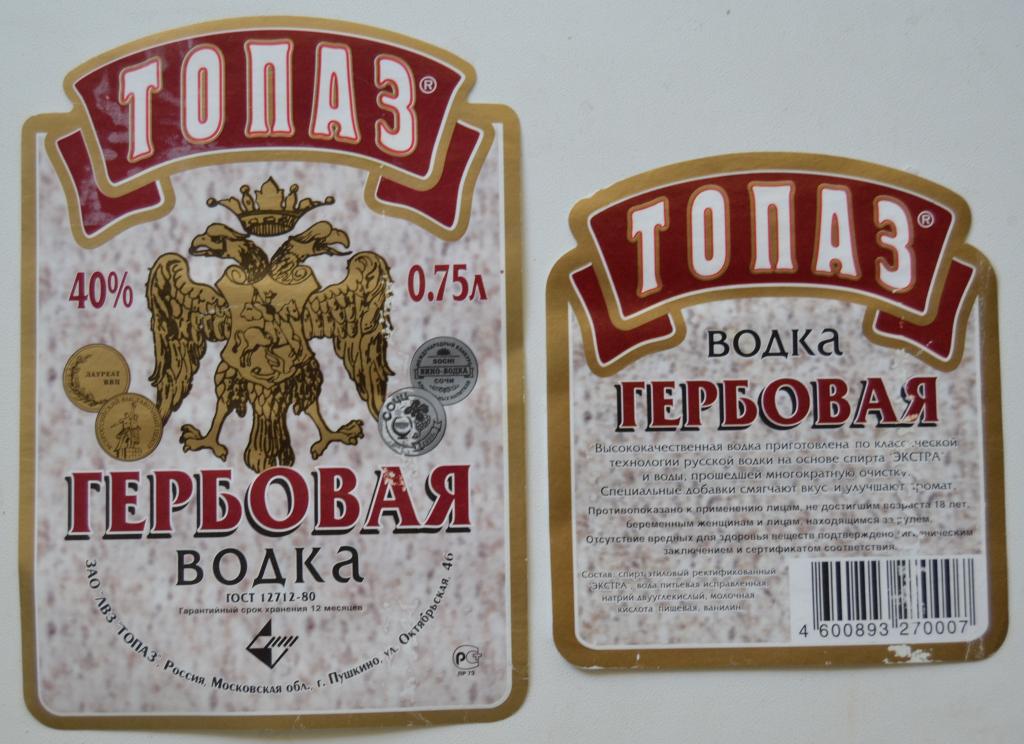 ТОПАЗ®
40%
0.75л
ЛАУРЕАТ
ВВЦ
SOCHI
ВИНО-ВОДКА
СОЧИ
СОЧИ
ГЕРБОВАЯ
ВОДКА
ГОСТ 12712-80
Гарантийный срок хранения 12 месяцев
ЗАО ЛВЗ "ТОПАЗ", Россия, Московская обл., г. Пушкино, ул. Октябрьская, 46
РСТ
ПР 73
ТОПАЗ®
ВОДКА
ГЕРБОВАЯ
Высококачественная водка приготовлена по классической
технологии русской водки на основе спирта "ЭКСТРА"
и воды, прошедшей многократную очистку.
Специальные добавки смягчают вкус и улучшают аромат.
Противопоказано к применению лицам, не достигшим возраста 18 лет,
беременным женщинам и лицам, находящимся за рулем.
Отсутствие вредных для здоровья веществ подтверждено гигиеническим
заключением и сертификатом соответствия.
Состав: спирт этиловый ректификованный
"ЭКСТРА", вода питьевая исправленная,
натрий двууглекислый, молочная
кислота пищевая, ванилин.
4 600893 270007